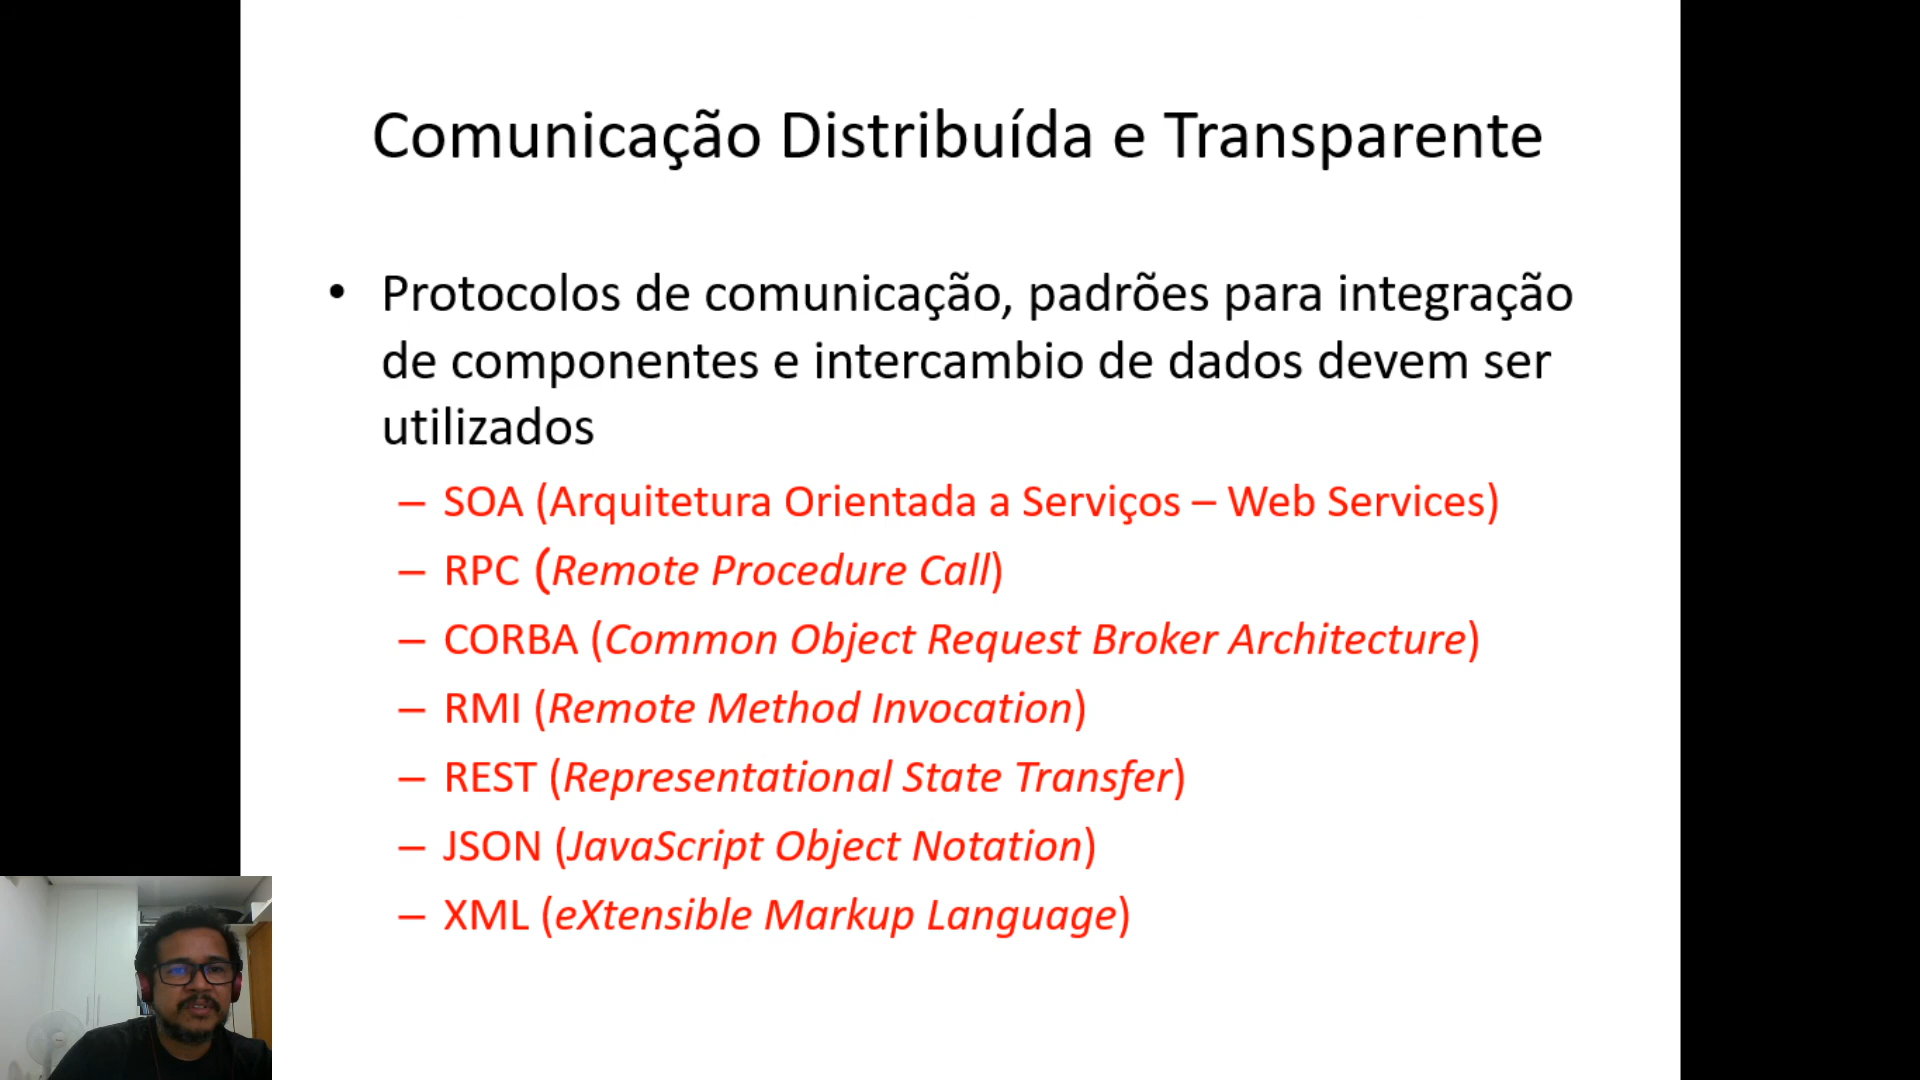 Comunicação Distribuída e Transparente
• Protocolos de comunicação, padrões para integração
de componentes e intercambio de dados devem ser
utilizados
– SOA (Arquitetura Orientada a Serviços – Web Services)
– RPC (Remote Procedure Call)
– CORBA (Common Object Request Broker Architecture)
– RMI (Remote Method Invocation)
– REST (Representational State Transfer)
– JSON (JavaScript Object Notation)
– XML (eXtensible Markup Language)